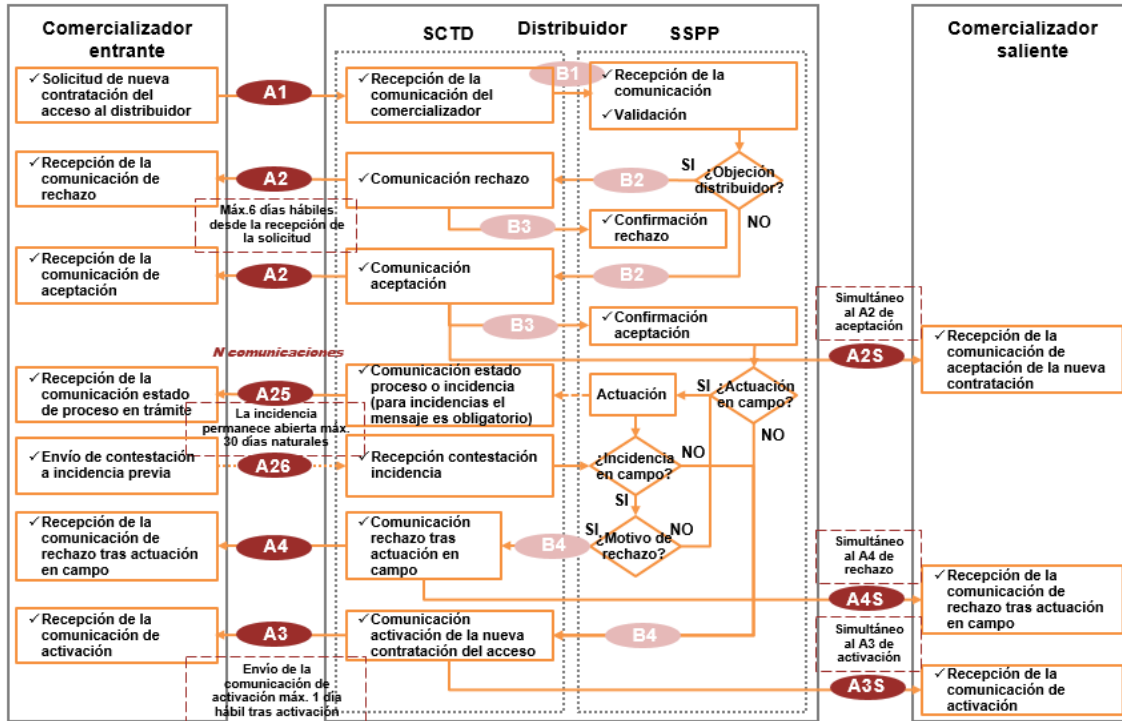 Comercializador
entrante
Distribuidor
SCTD
SSPP
Comercializador
saliente
✓ Solicitud de nueva
contratación del
acceso al distribuidor
A1
✓ Recepción de la
comunicación del
comercializador
B1
✓ Recepción de la
comunicación
✓ Validación
✓ Recepción de la
comunicación de
rechazo
A2
✓ Comunicación rechazo
B2
SI
¿Objeción
distribuidor?
NO
Máx.6 días hábiles
desde la recepción de
la solicitud
B3
✓ Confirmación
rechazo
✓ Recepción de la
comunicación de
aceptación
A2
✓ Comunicación
aceptación
B2
B3
✓ Confirmación
aceptación
Simultáneo
al A2 de
aceptación
A2S
✓ Recepción de la
comunicación de
aceptación de la nueva
contratación
N comunicaciones
✓ Recepción de la
comunicación estado
de proceso en trámite
A25
✓ Comunicación estado
proceso o incidencia
(para incidencias el
mensaje es obligatorio)
Actuación
SI
¿Actuación
en campo?
NO
La incidencia
permanece abierta máx.
30 días naturales
✓ Envío de contestación
a incidencia previa
A26
✓ Recepción contestación
incidencia
¿Incidencia
en campo?
NO
SI
✓ Recepción de la
comunicación de
rechazo tras actuación
en campo
A4
✓ Comunicación
rechazo tras
actuación en
campo
B4
SI
¿Motivo de
rechazo?
NO
Simultáneo
al A4 de
rechazo
A4S
✓ Recepción de la
comunicación de
rechazo tras actuación
en campo
✓ Recepción de la
comunicación de
activación
A3
✓ Comunicación
activación de la nueva
contratación del acceso
B4
Simultáneo
al A3 de
activación
Envío de la
comunicación de
activación máx. 1 día
hábil tras activación
A3S
✓ Recepción de la
comunicación de
activación